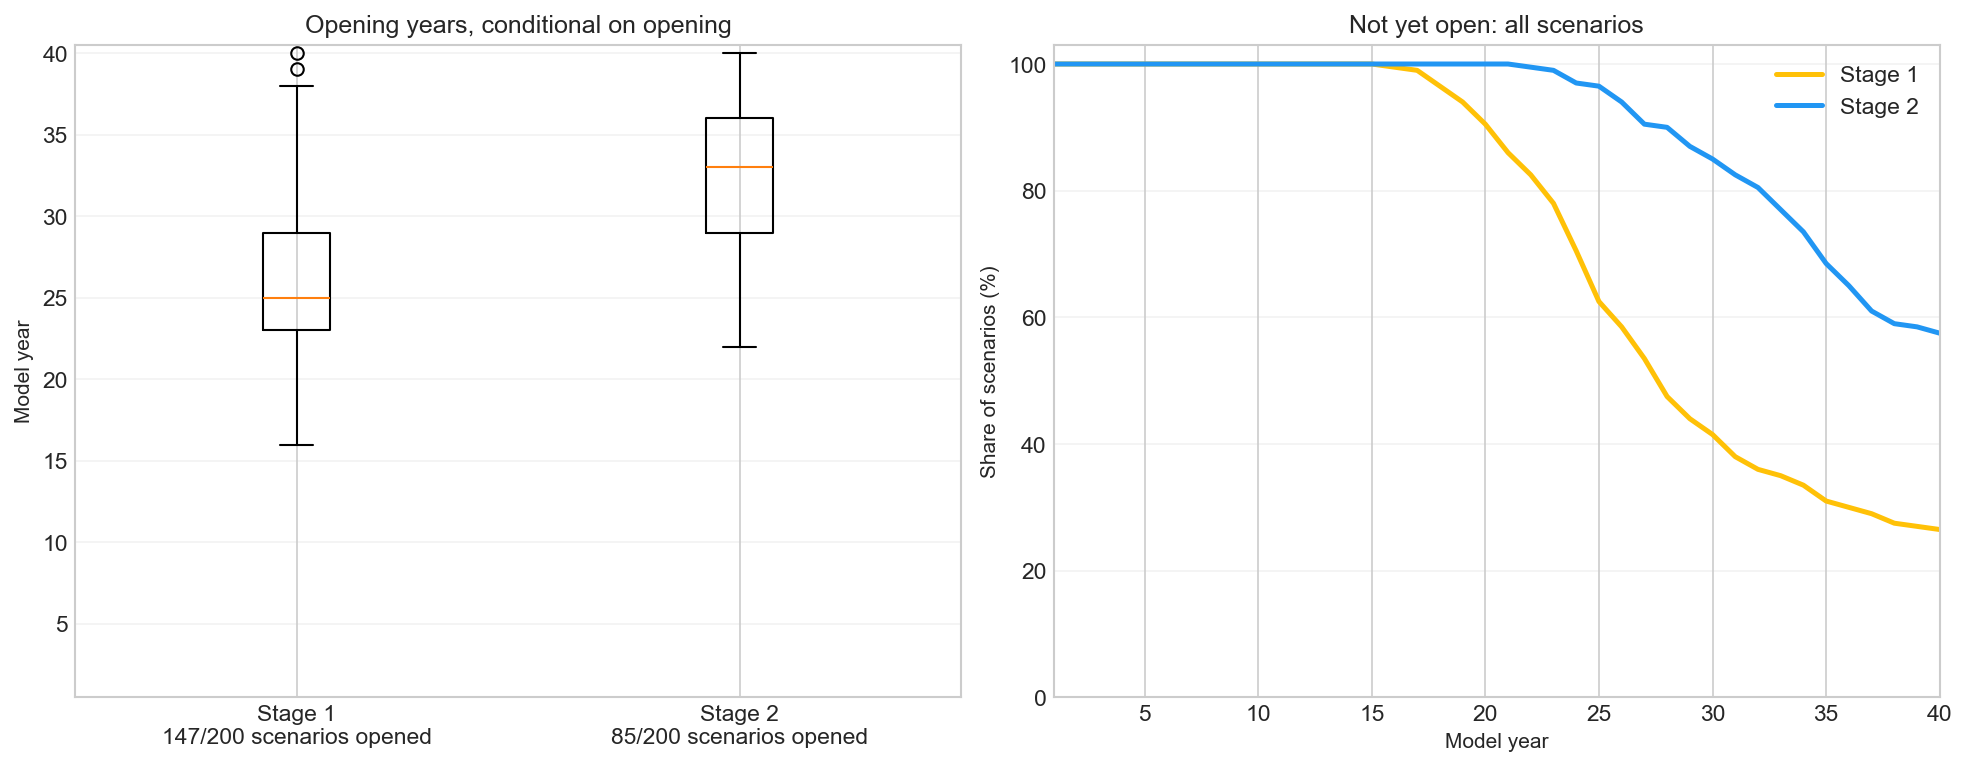 Opening years, conditional on opening
Model year
40
35
30
25
20
15
10
5
Stage 1
147/200 scenarios opened
Stage 2
85/200 scenarios opened
Not yet open: all scenarios
Share of scenarios (%)
100
80
60
40
20
0
Stage 1
Stage 2
5 10 15 20 25 30 35 40
Model year